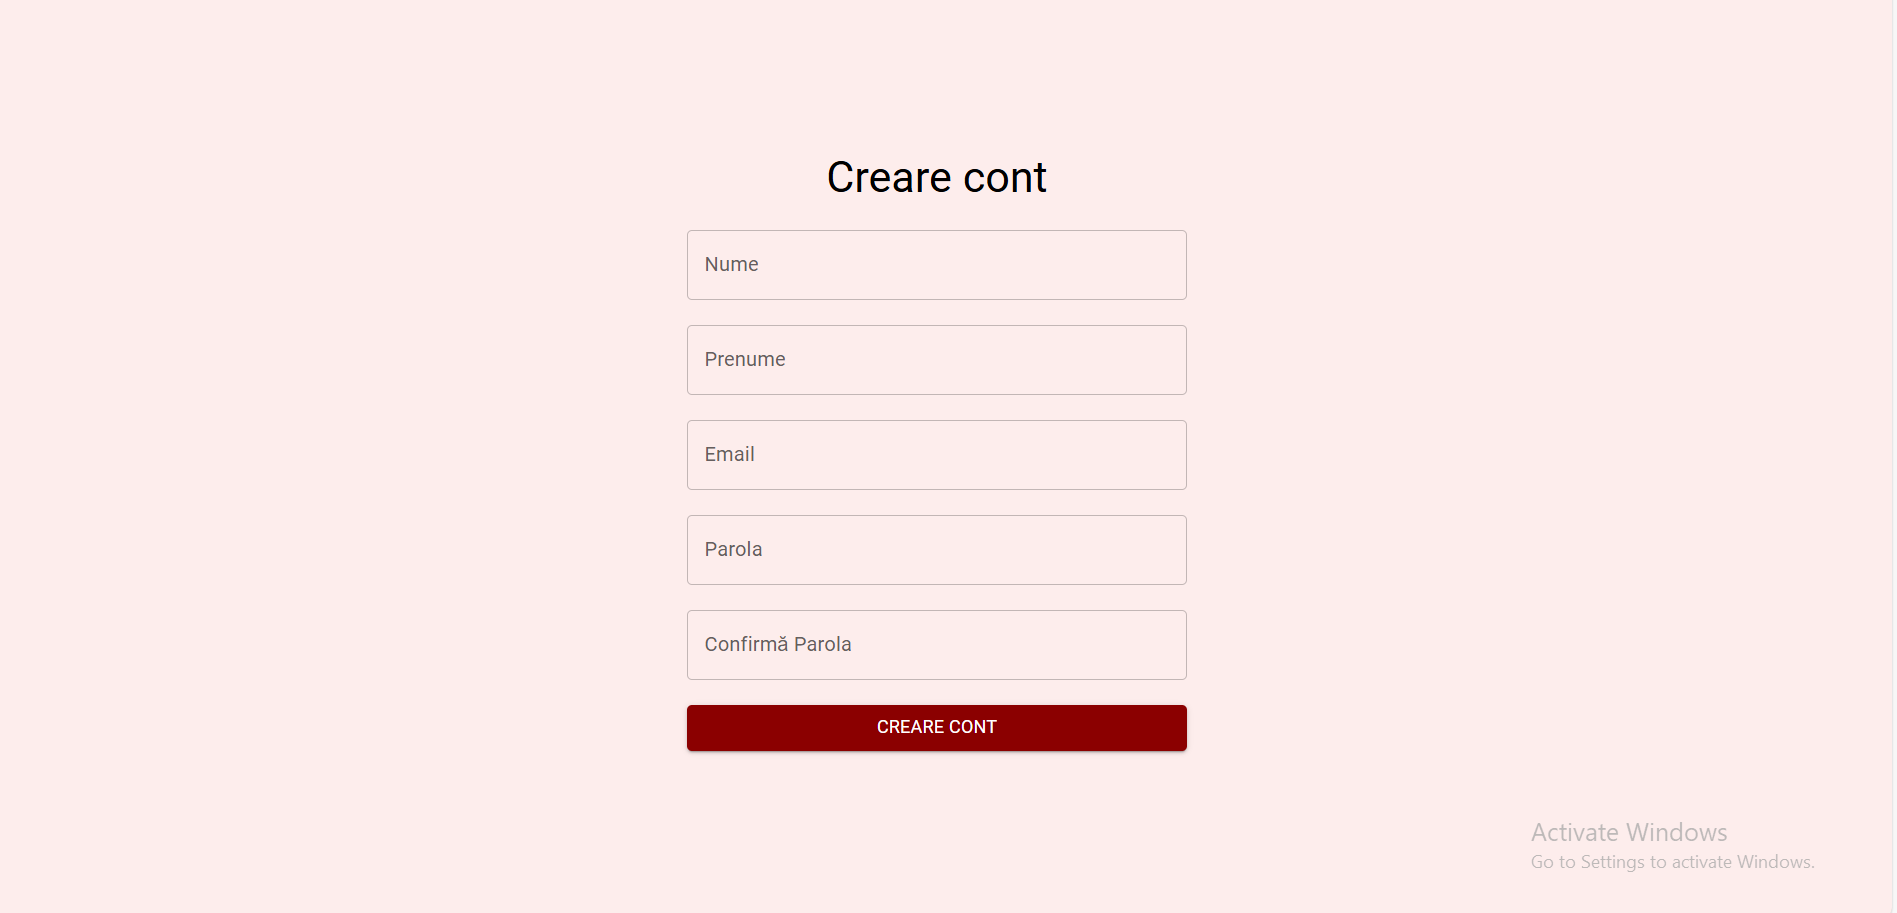 Creare cont
Nume
Prenume
Email
Parola
Confirmă Parola
CREARE CONT
Activate Windows
Go to Settings to activate Windows.